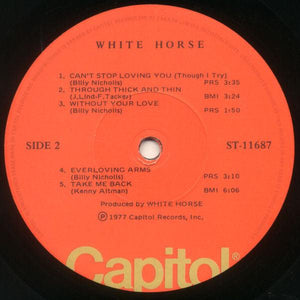 WHITE HORSE
1. CAN'T STOP LOVING YOU (Though I Try)
(Billy Nicholls) PRS 3:35
2. THROUGH THICK AND THIN
(J.Lind-F.Tackett) BMI 3:24
3. WITHOUT YOUR LOVE
(Billy Nicholls) PRS 1:50
SIDE 2 ST-11687
4. EVERLOVING ARMS
(Billy Nicholls) PRS 3:10
5. TAKE ME BACK
(Kenny Altman) BMI 6:06
Produced by WHITE HORSE
℗ 1977 Capitol Records, Inc.
Capitol®